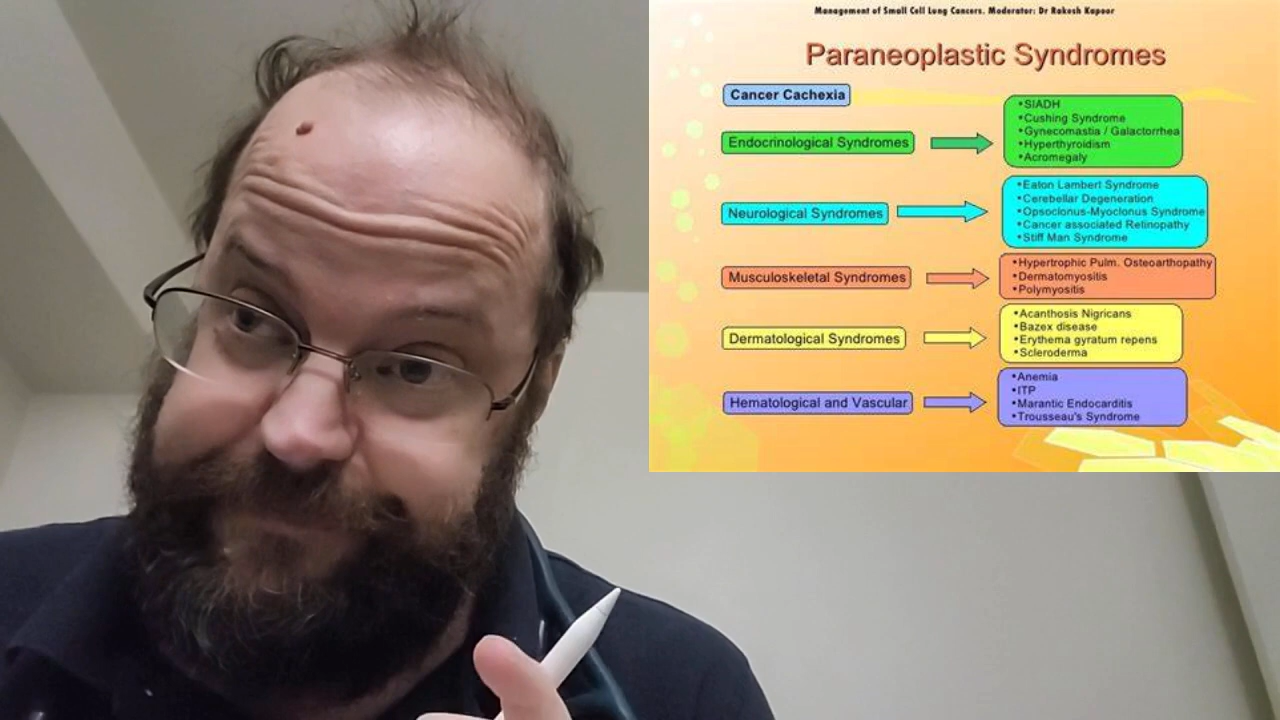 Management of Small Cell Lung Cancers. Moderator: Dr Rakesh Kapoor
Paraneoplastic Syndromes
Cancer Cachexia
Endocrinological Syndromes
•SIADH
•Cushing Syndrome
•Gynecomastia / Galactorrhea
•Hyperthyroidism
•Acromegaly
Neurological Syndromes
•Eaton Lambert Syndrome
•Cerebellar Degeneration
•Opsoclonus-Myoclonus Syndrome
•Cancer associated Retinopathy
•Stiff Man Syndrome
Musculoskeletal Syndromes
•Hypertrophic Pulm. Osteoarthopathy
•Dermatomyositis
•Polymyositis
Dermatological Syndromes
•Acanthosis Nigricans
•Bazex disease
•Erythema gyratum repens
•Scleroderma
Hematological and Vascular
•Anemia
•ITP
•Marantic Endocarditis
•Trousseau's Syndrome